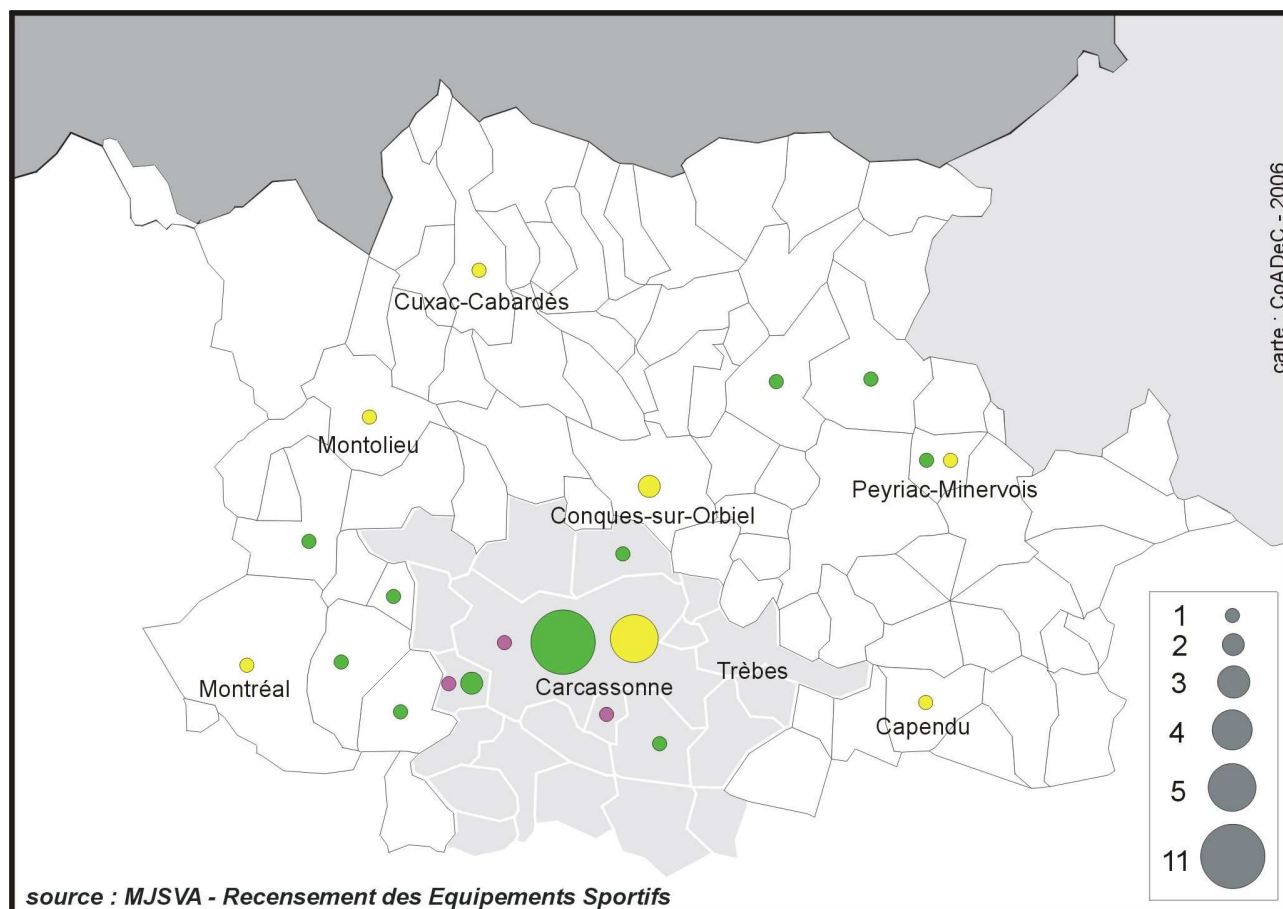 Cuxac-Cabardès
Montolieu
Peyriac-Minervois
Conques-sur-Orbiel
Trèbes
Montréal
Carcassonne
Capendu
carte : CoADeC - 2006
1
2
3
4
5
11
source : MJSVA - Recensement des Equipements Sportifs